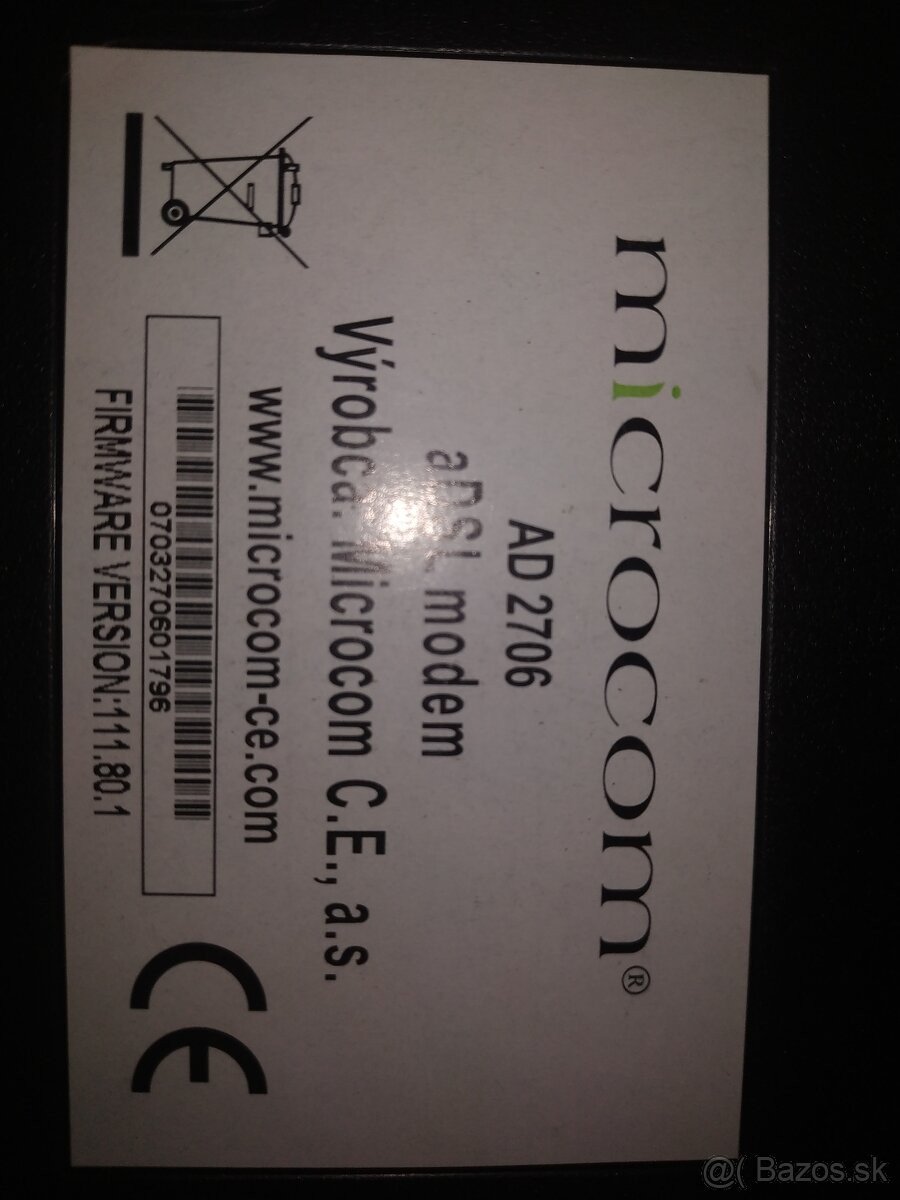 microcom®
AD 2706
aDSL modem
Výrobca: Microcom C.E., a.s.
www.microcom-ce.com
0703270601796
FIRMWARE VERSION:111.80.1
CE
@( Bazos.sk